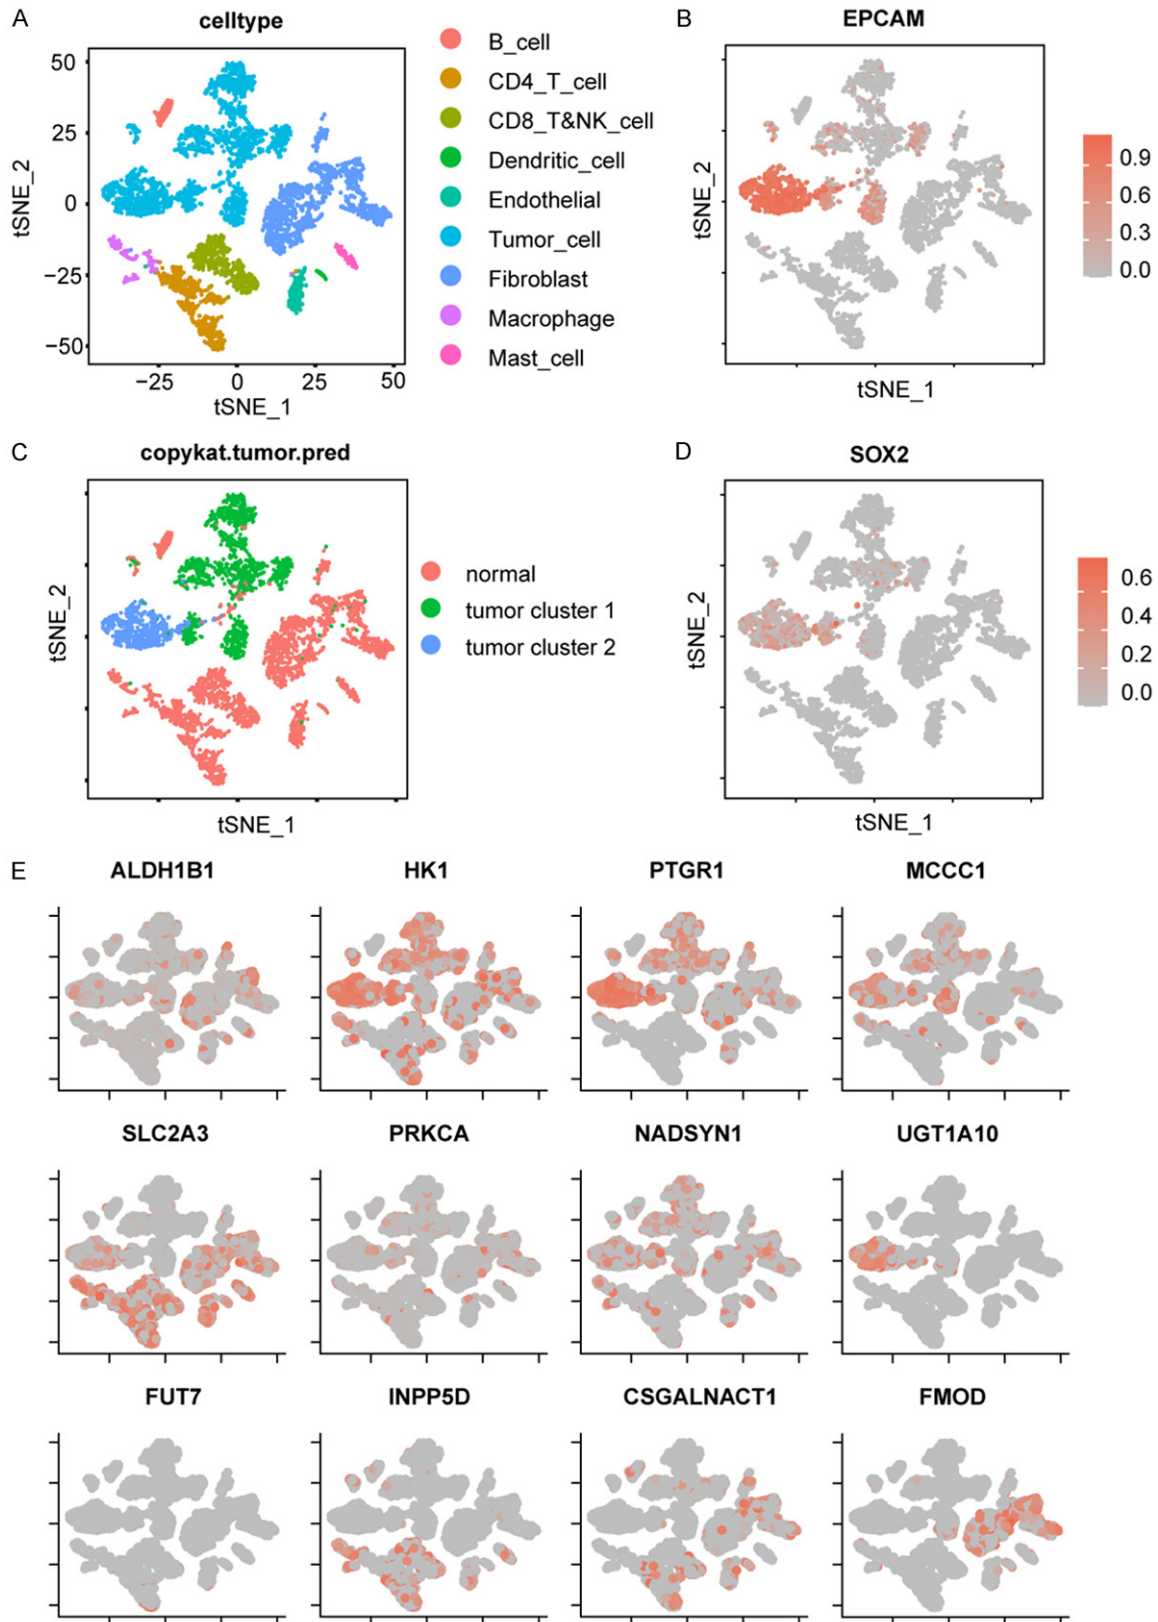 A
celltype
50
25
0
−25
−50
tSNE_2
−25 0 25 50
tSNE_1
B_cell
CD4_T_cell
CD8_T&NK_cell
Dendritic_cell
Endothelial
Tumor_cell
Fibroblast
Macrophage
Mast_cell
B
EPCAM
tSNE_2
tSNE_1
0.9
0.6
0.3
0.0
C
copykat.tumor.pred
tSNE_2
tSNE_1
normal
tumor cluster 1
tumor cluster 2
D
SOX2
tSNE_2
tSNE_1
0.6
0.4
0.2
0.0
E
ALDH1B1 HK1 PTGR1 MCCC1
SLC2A3 PRKCA NADSYN1 UGT1A10
FUT7 INPP5D CSGALNACT1 FMOD